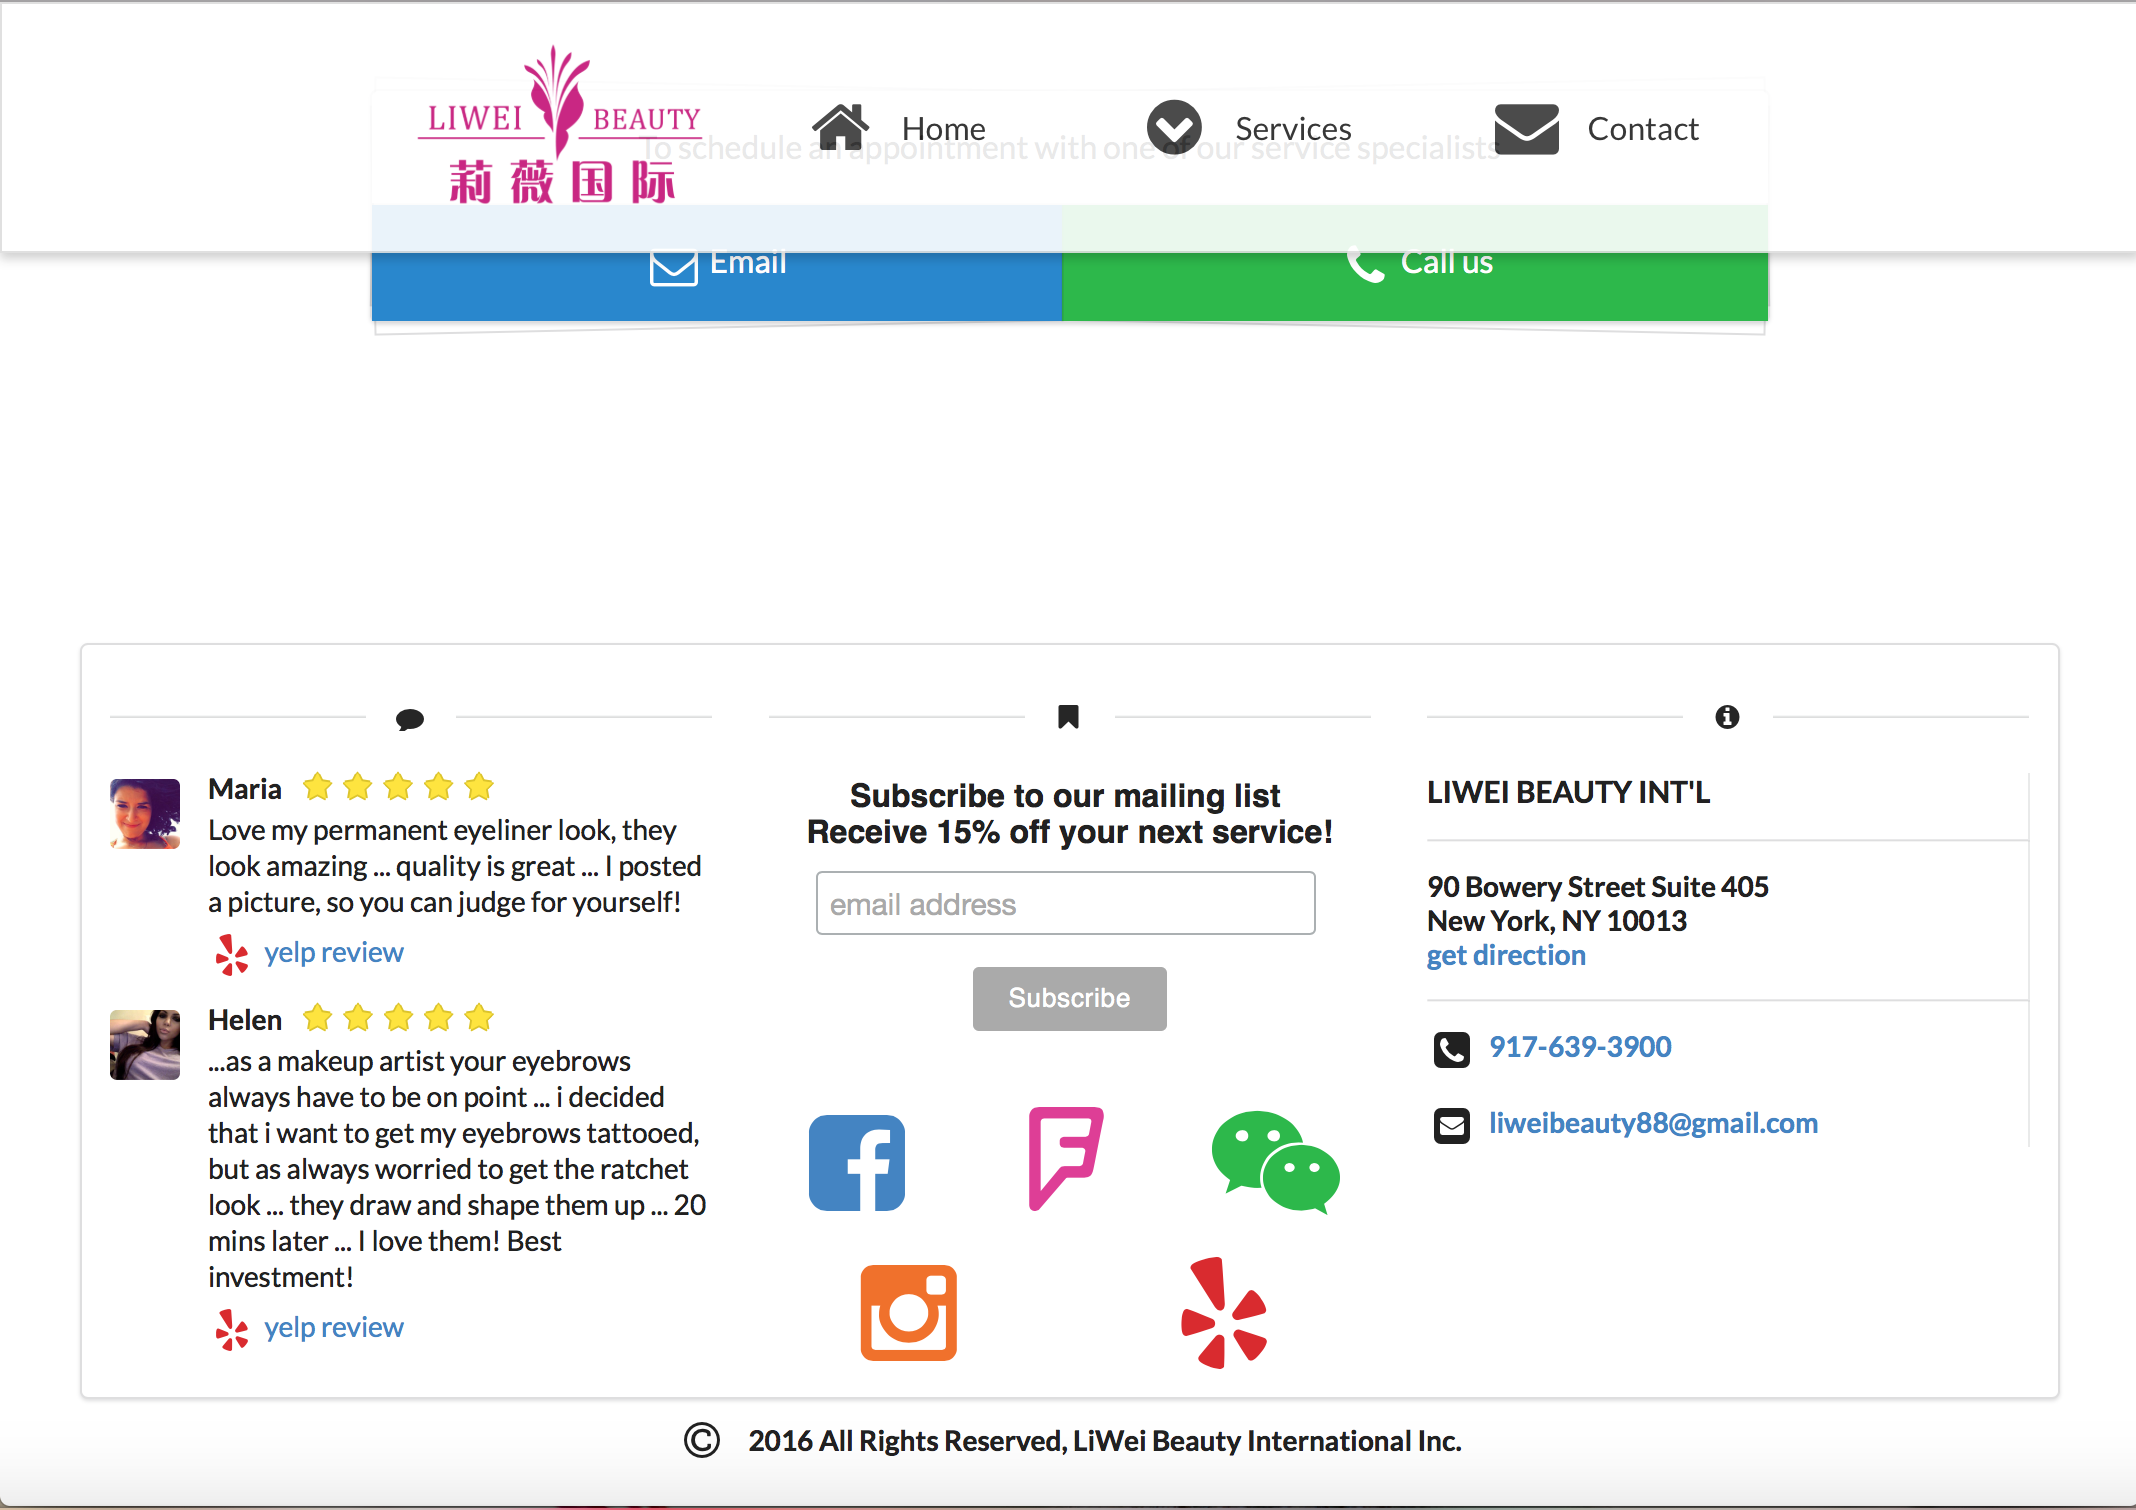 LIWEI BEAUTY
莉薇国际
Home
Services
Contact
To schedule an appointment with one of our service specialists
Email
Call us
Maria
Love my permanent eyeliner look, they
look amazing ... quality is great ... I posted
a picture, so you can judge for yourself!
yelp review
Helen
...as a makeup artist your eyebrows
always have to be on point ... i decided
that i want to get my eyebrows tattooed,
but as always worried to get the ratchet
look ... they draw and shape them up ... 20
mins later ... I love them! Best
investment!
yelp review
Subscribe to our mailing list
Receive 15% off your next service!
email address
Subscribe
LIWEI BEAUTY INT'L
90 Bowery Street Suite 405
New York, NY 10013
get direction
917-639-3900
liweibeauty88@gmail.com
© 2016 All Rights Reserved, LiWei Beauty International Inc.